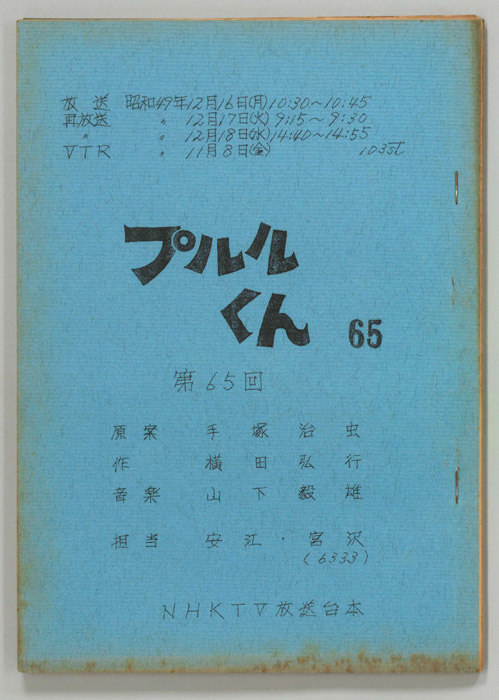 放送 昭和49年12月16日(月)10:30~10:45
再放送 〃 12月17日(火)9:15~9:30
〃 〃 12月18日(水)14:40~14:55
VTR 〃 11月8日(金) 103st
プルル
くん 65
第65回
原案 手塚治虫
作 横田弘行
音楽 山下毅雄
担当 安江・宮沢
(6333)
NHKTV放送台本